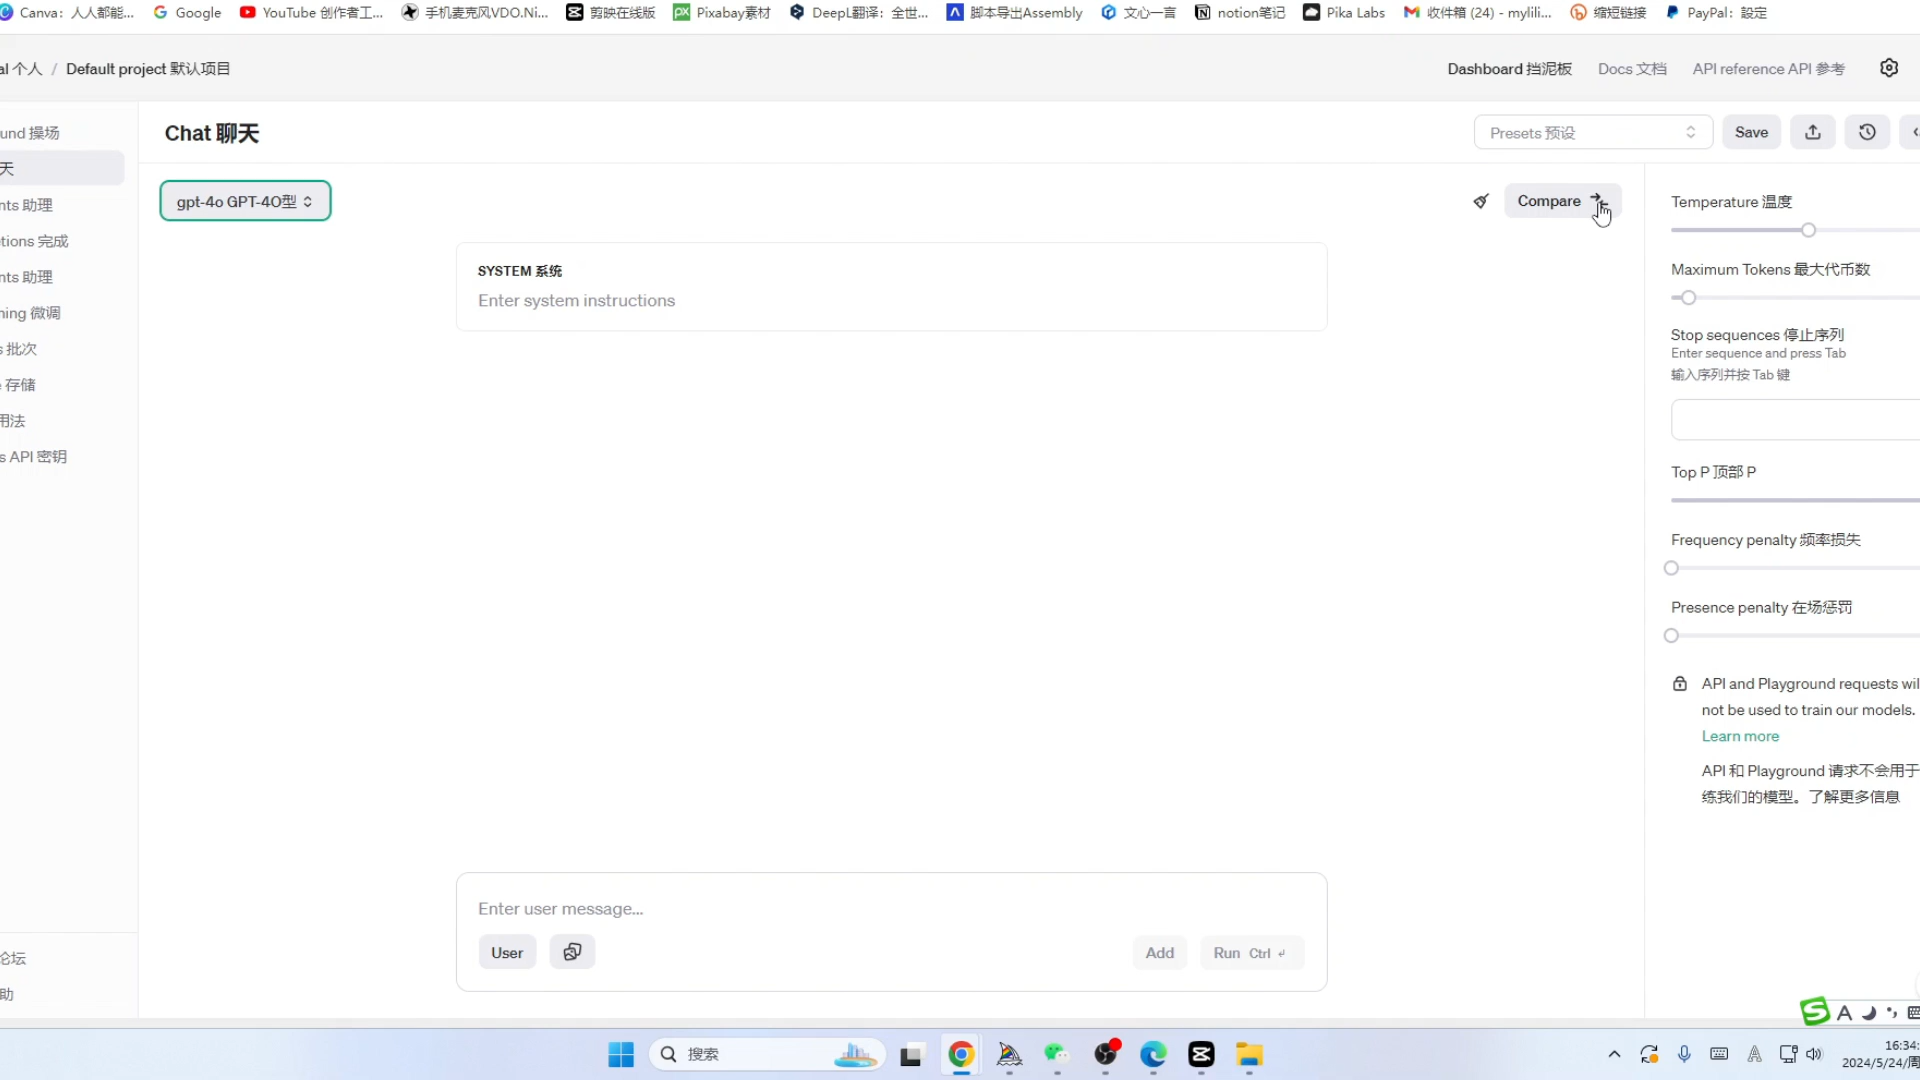 Canva：人人都能...
Google
YouTube 创作者工...
手机麦克风VDO.Ni...
剪映在线版
Pixabay素材
DeepL翻译：全世...
脚本导出Assembly
文心一言
notion笔记
Pika Labs
收件箱 (24) - mylili...
缩短链接
PayPal：設定
al 个人 / Default project 默认项目
Dashboard 挡泥板
Docs 文档
API reference API 参考
und 操场
天
nts 助理
tions 完成
nts 助理
ning 微调
s 批次
e 存储
用法
s API 密钥
论坛
助
Chat 聊天
Presets 预设
Save
gpt-4o GPT-4O型
Compare
SYSTEM 系统
Enter system instructions
Enter user message...
User
Add
Run Ctrl ↵
Temperature 温度
Maximum Tokens 最大代币数
Stop sequences 停止序列
Enter sequence and press Tab
输入序列并按 Tab 键
Top P 顶部 P
Frequency penalty 频率损失
Presence penalty 在场惩罚
API and Playground requests wil
not be used to train our models.
Learn more
API 和 Playground 请求不会用于
练我们的模型。了解更多信息
搜索
16:34:
2024/5/24/周